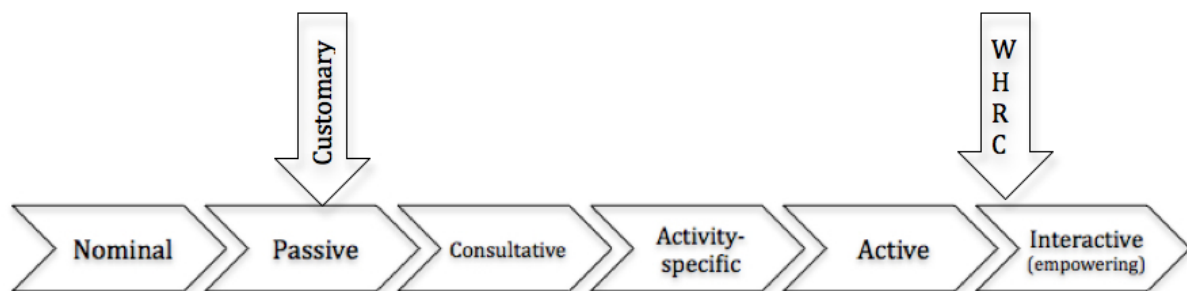 Customary
W
H
R
C
Nominal
Passive
Consultative
Activity-
specific
Active
Interactive
(empowering)